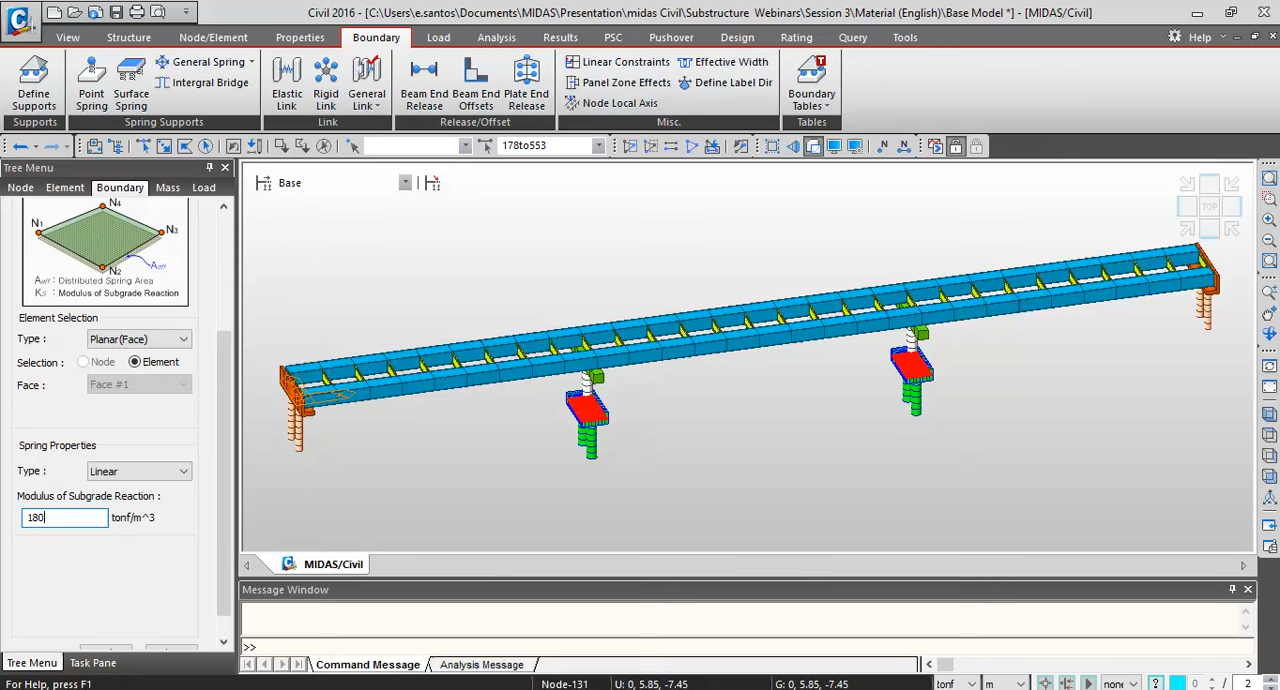 Civil 2016 - [C:\Users\e.santos\Documents\MIDAS\Presentation\midas Civil\Substructure Webinars\Session 3\Material (English)\Base Model *] - [MIDAS/Civil]
View Structure Node/Element Properties Boundary Load Analysis Results PSC Pushover Design Rating Query Tools Help
Define Supports
Point Spring
Surface Spring
General Spring
Intergral Bridge
Elastic Link
Rigid Link
General Link
Beam End Release
Beam End Offsets
Plate End Release
Linear Constraints
Effective Width
Panel Zone Effects
Define Label Dir
Node Local Axis
Boundary Tables
Supports Spring Supports Link Release/Offset Misc. Tables
178to553
Tree Menu
Node Element Boundary Mass Load
Base
TOP
N4
N1
N3
N2
Aeff
Aeff : Distributed Spring Area
Ks : Modulus of Subgrade Reaction
Element Selection
Type : Planar(Face)
Selection : Node Element
Face : Face #1
Spring Properties
Type : Linear
Modulus of Subgrade Reaction :
180 tonf/m^3
MIDAS/Civil
Message Window
>>
Tree Menu Task Pane
Command Message Analysis Message
For Help, press F1
Node-131
U: 0, 5.85, -7.45
G: 0, 5.85, -7.45
tonf
m
none
0 / 2